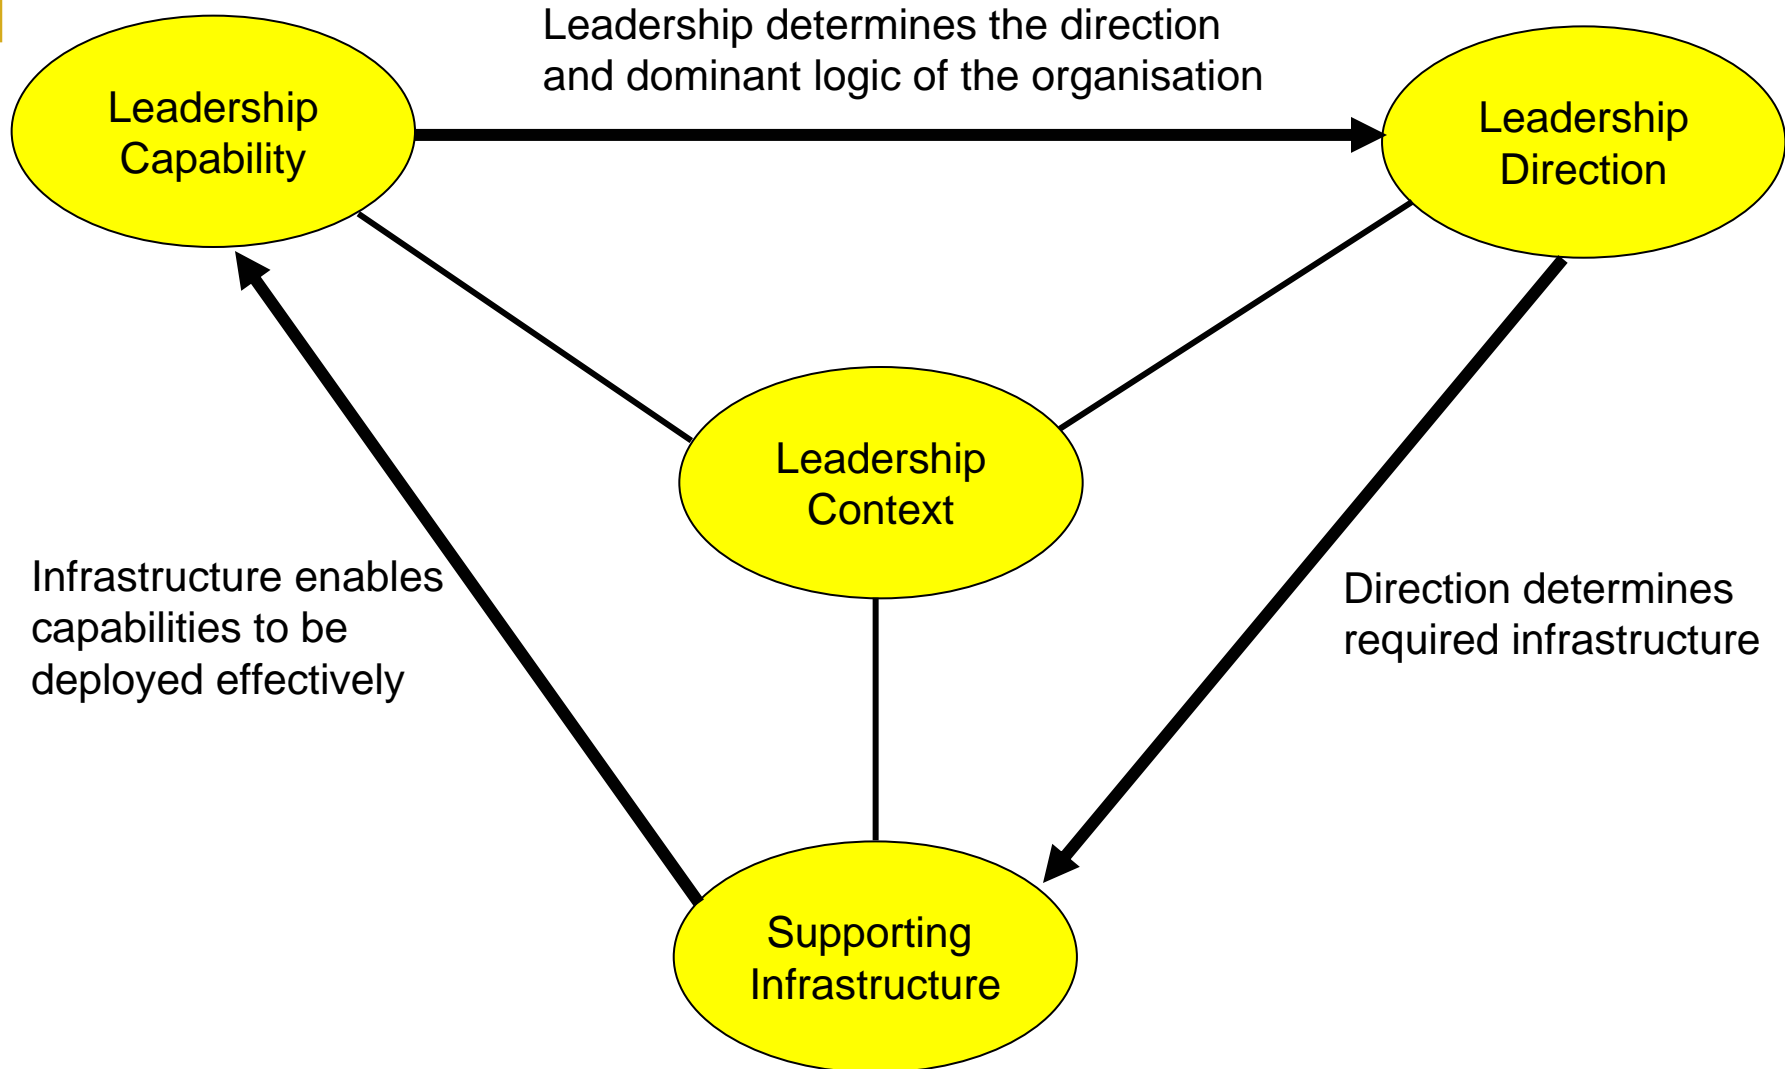 Leadership determines the direction
and dominant logic of the organisation
Leadership
Capability
Leadership
Direction
Leadership
Context
Infrastructure enables
capabilities to be
deployed effectively
Direction determines
required infrastructure
Supporting
Infrastructure